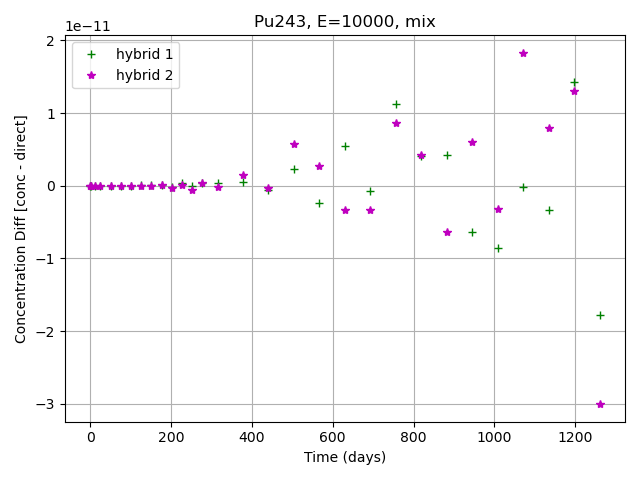 Pu243, E=10000, mix
1e−11
hybrid 1
hybrid 2
2
1
0
−1
−2
−3
Concentration Diff [conc - direct]
0 200 400 600 800 1000 1200
Time (days)